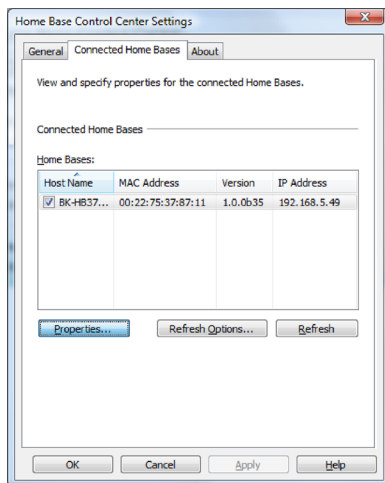 Home Base Control Center Settings
General Connected Home Bases About
View and specify properties for the connected Home Bases.
Connected Home Bases
Home Bases:
Host Name MAC Address Version IP Address
BK-HB37... 00:22:75:37:87:11 1.0.0b35 192.168.5.49
Properties... Refresh Options... Refresh
OK Cancel Apply Help